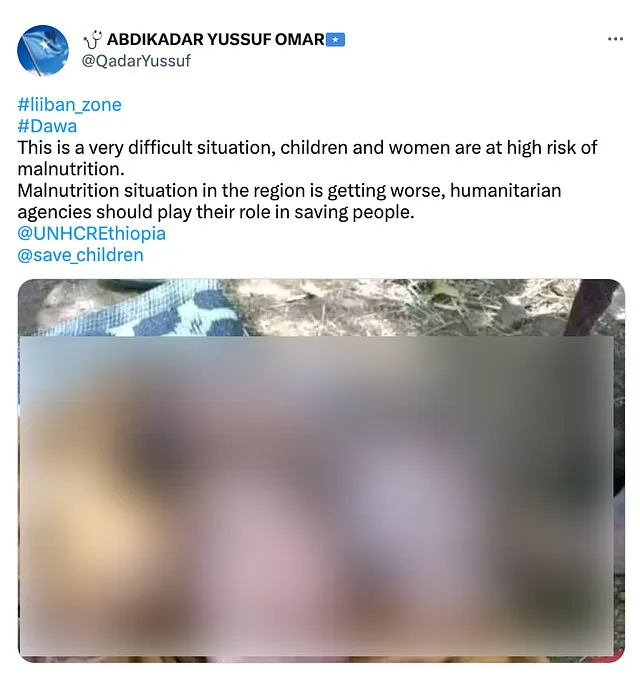 ABDIKADAR YUSSUF OMAR
@QadarYussuf
#liiban_zone
#Dawa
This is a very difficult situation, children and women are at high risk of
malnutrition.
Malnutrition situation in the region is getting worse, humanitarian
agencies should play their role in saving people.
@UNHCREthiopia
@save_children